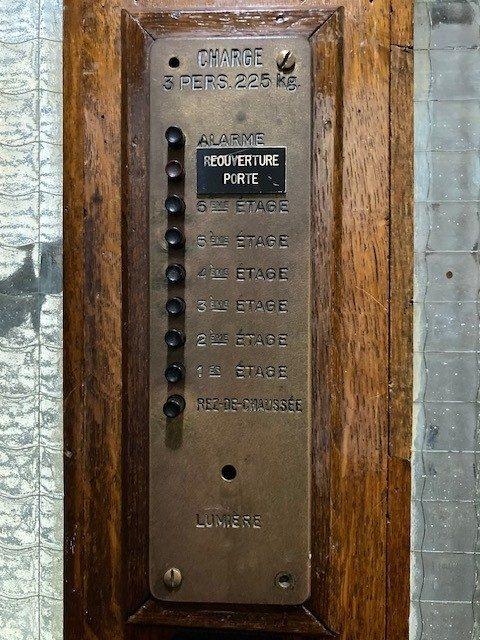 CHARGE
3 PERS. 225 kg.
ALARME
REOUVERTURE
PORTE
6ÈME ÉTAGE
5ÈME ÉTAGE
4ÈME ÉTAGE
3ÈME ÉTAGE
2ÈME ÉTAGE
1ER ÉTAGE
REZ-DE-CHAUSSÉE
LUMIERE